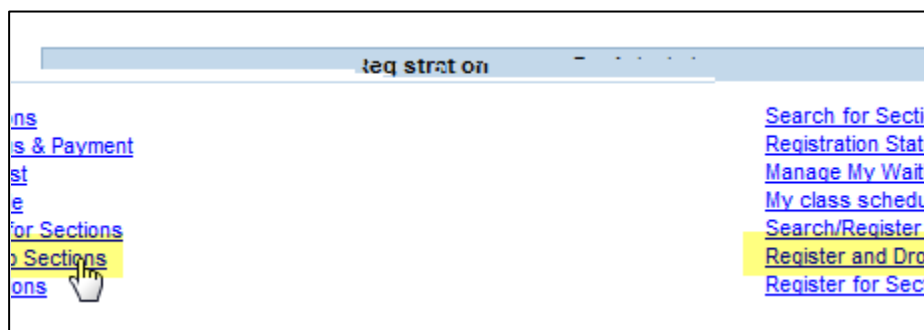 ns
s & Payment
st
e
for Sections
Sections
ons
Search for Secti
Registration Stat
Manage My Wait
My class schedu
Search/Register
Register and Dro
Register for Sec